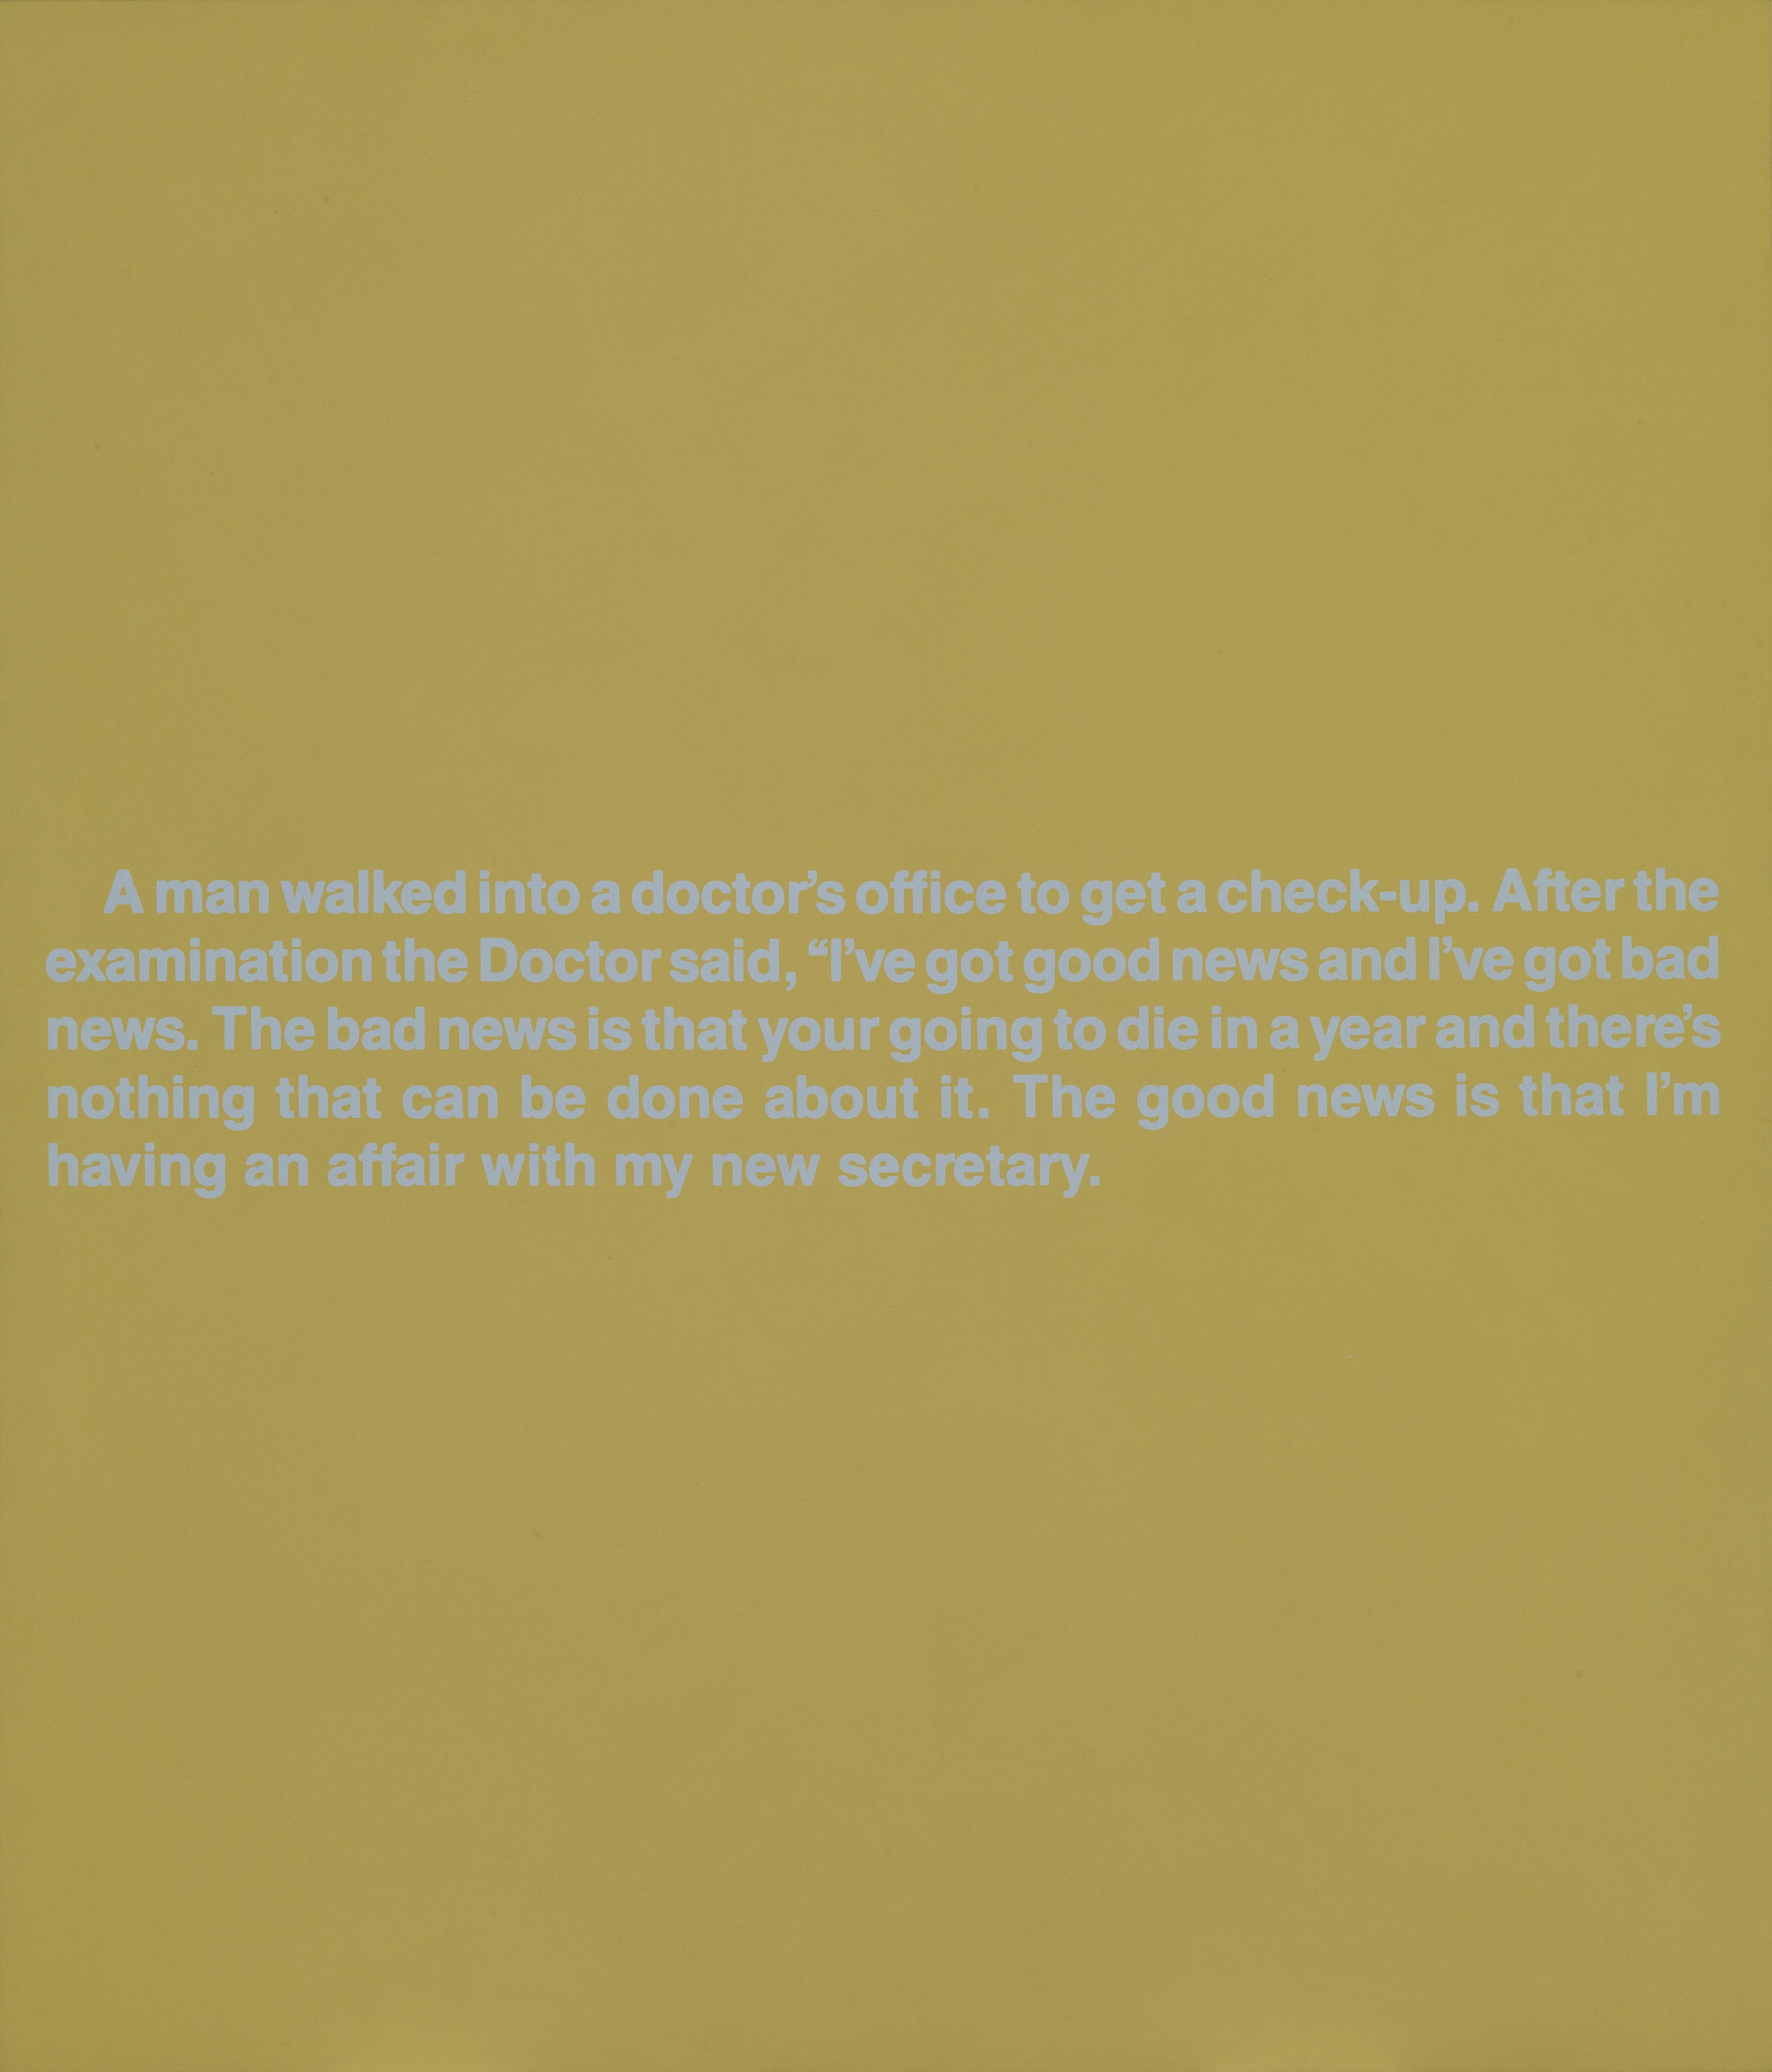 A man walked into a doctor’s office to get a check-up. After the
examination the Doctor said, “I’ve got good news and I’ve got bad
news. The bad news is that your going to die in a year and there’s
nothing that can be done about it. The good news is that I’m
having an affair with my new secretary.